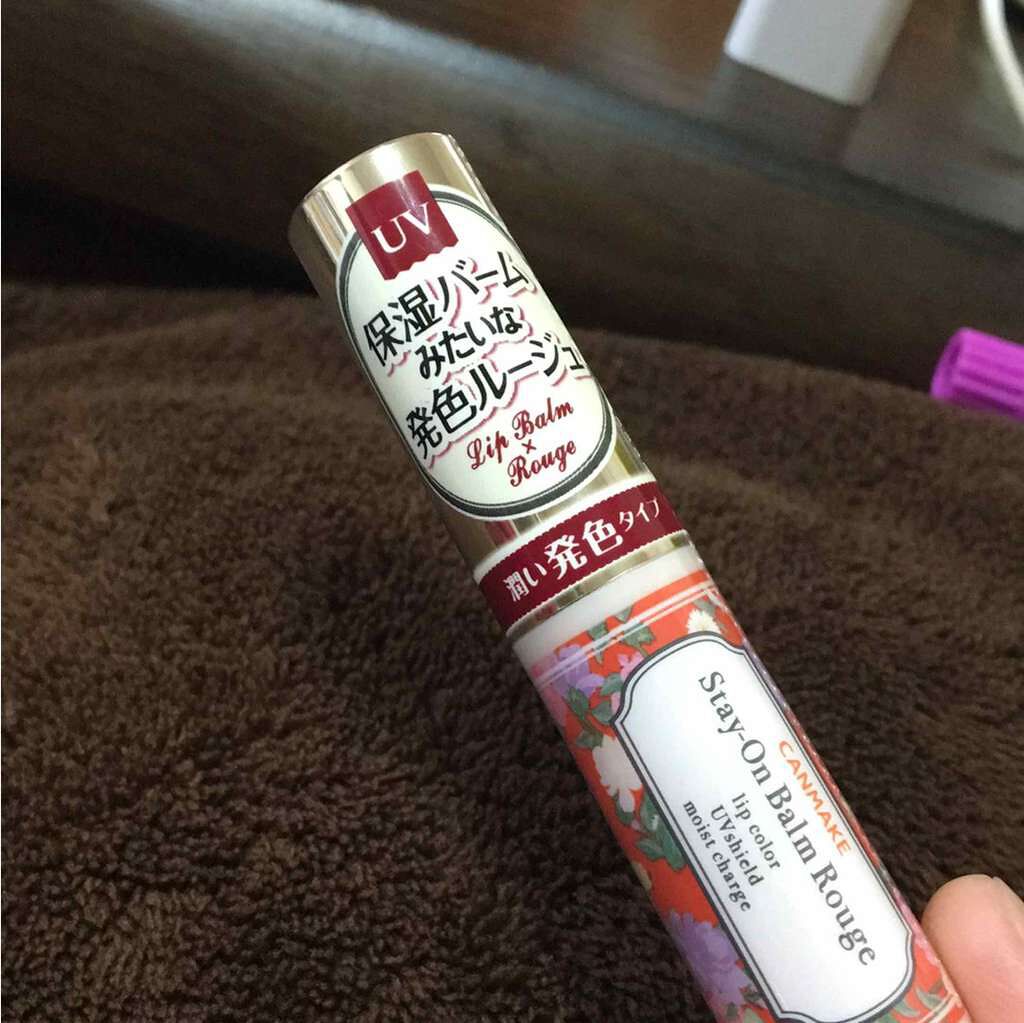 UV
保湿バーム
みたいな
発色ルージュ
Lip Balm
×
Rouge
潤い発色タイプ
CANMAKE
Stay-On Balm Rouge
lip color
UVshield
moist charge